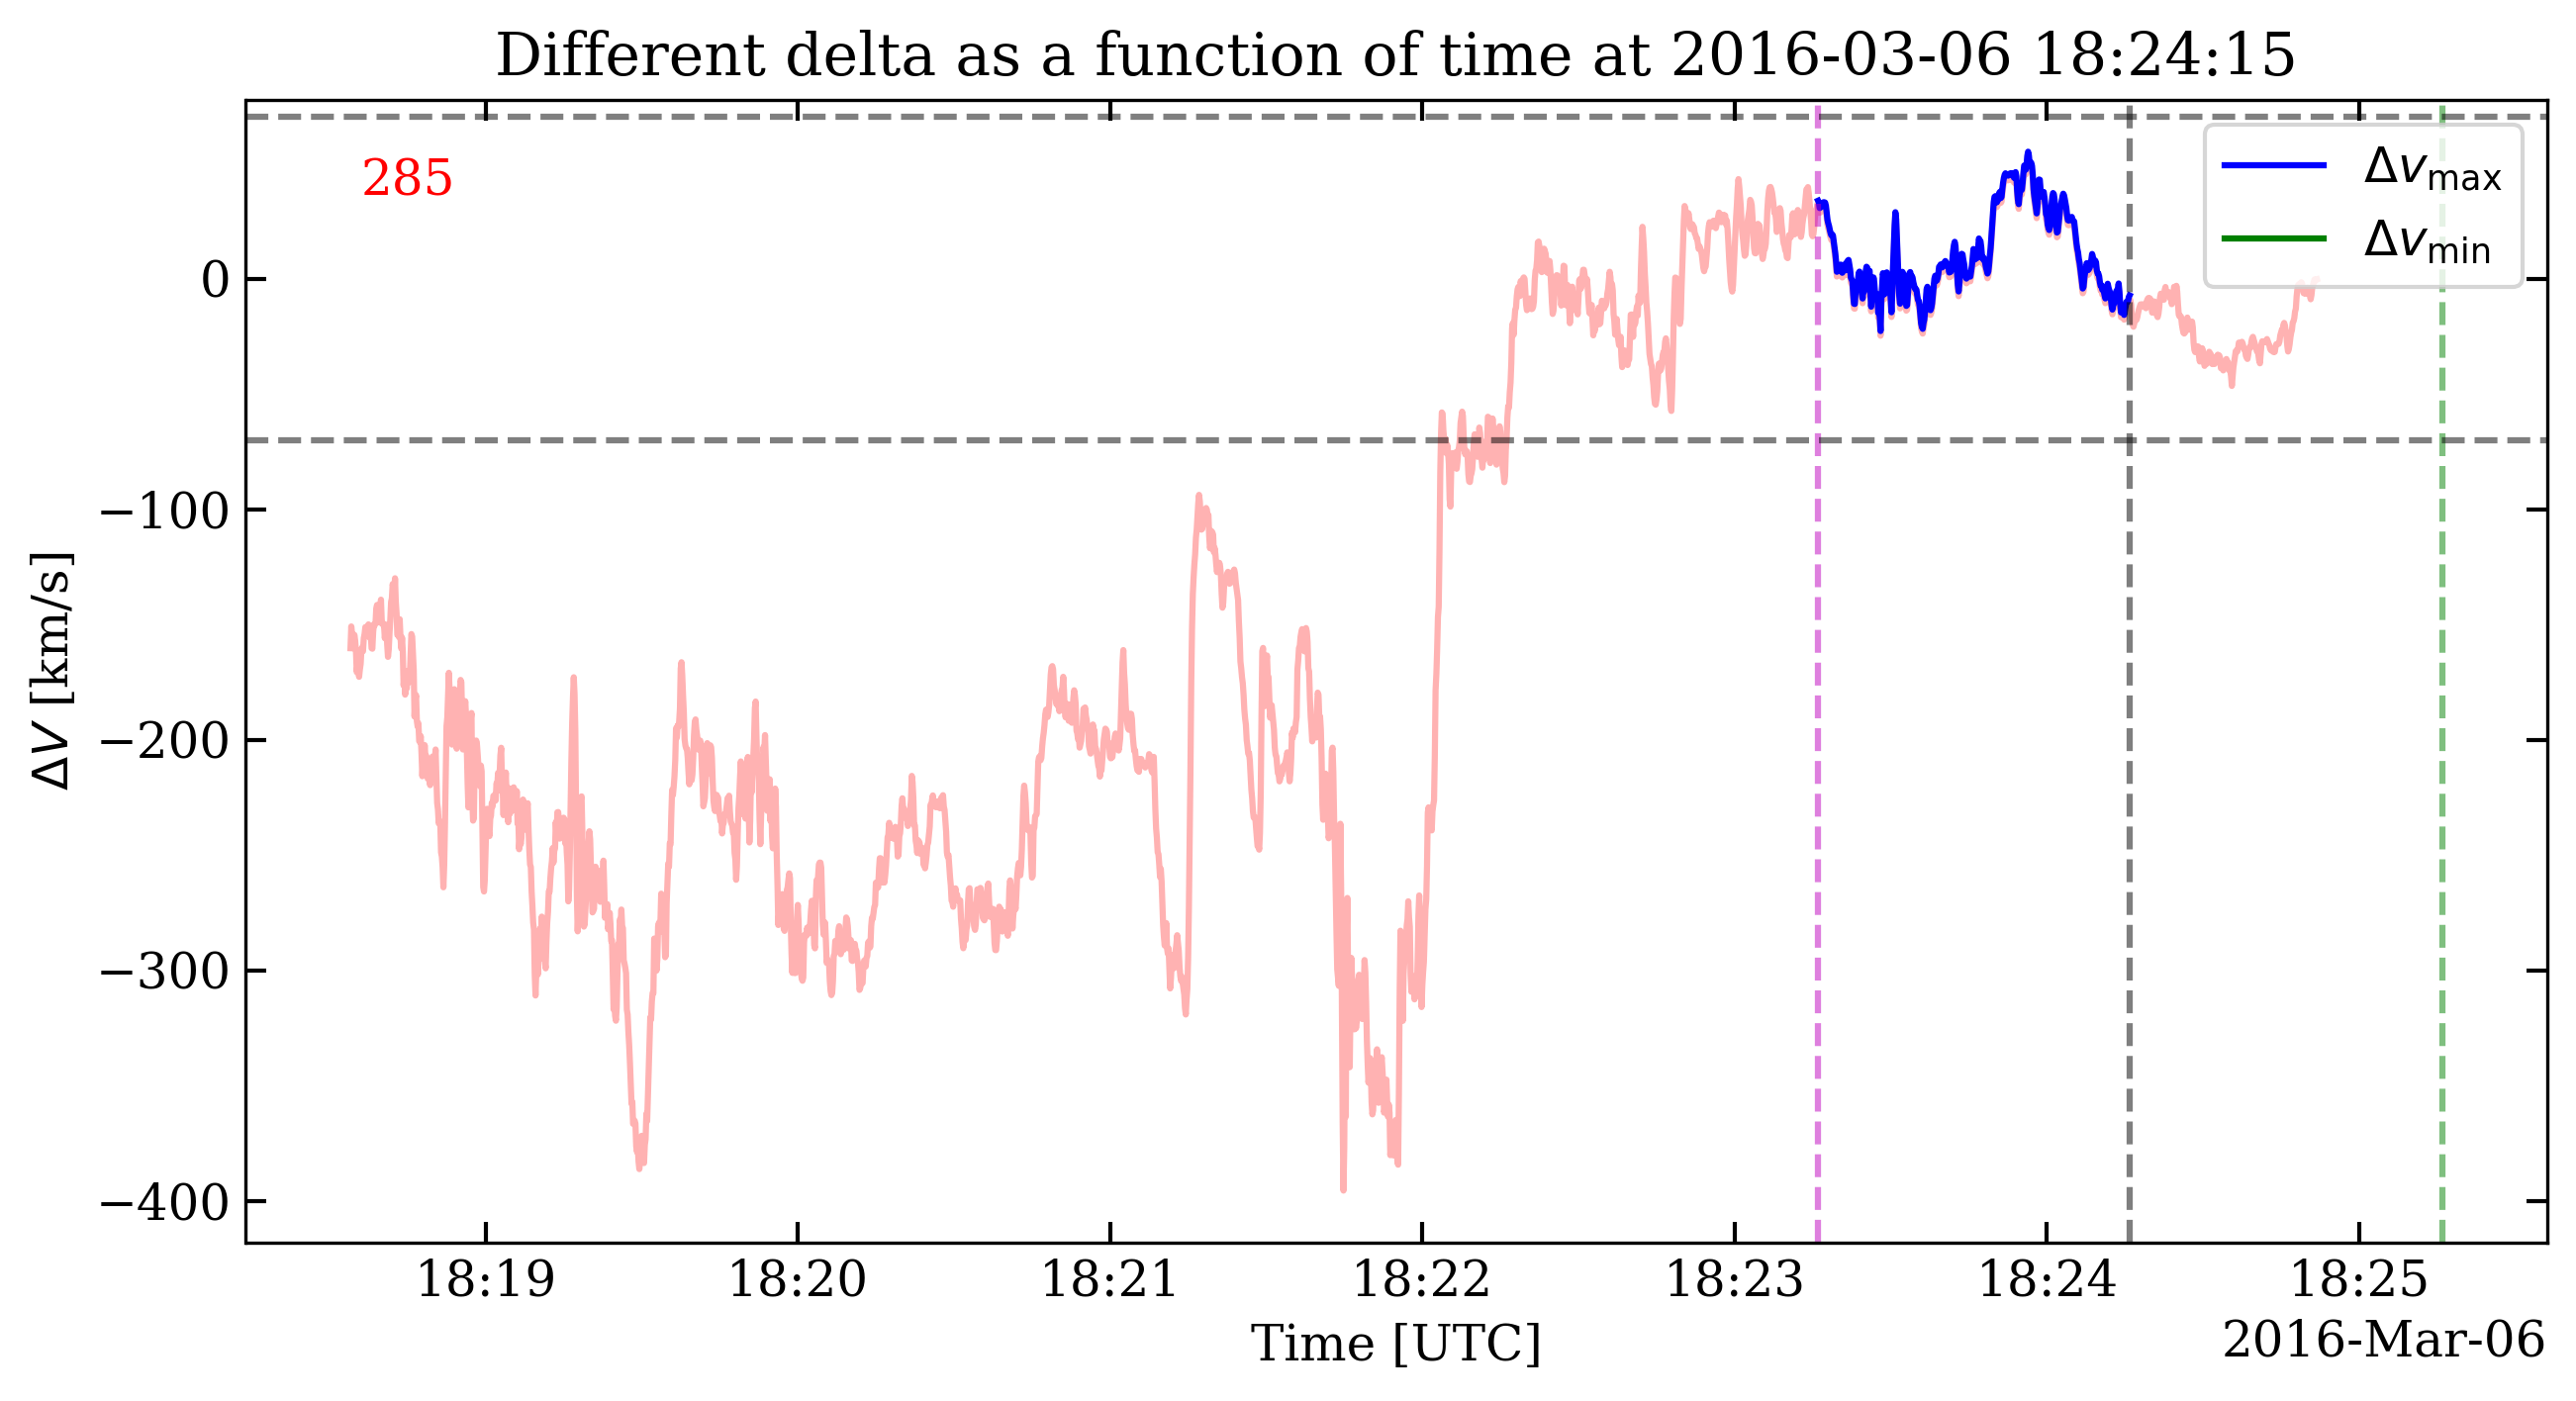 Different delta as a function of time at 2016-03-06 18:24:15
285
Δv_max
Δv_min
0
−100
−200
−300
−400
ΔV [km/s]
18:19 18:20 18:21 18:22 18:23 18:24 18:25
Time [UTC]
2016-Mar-06